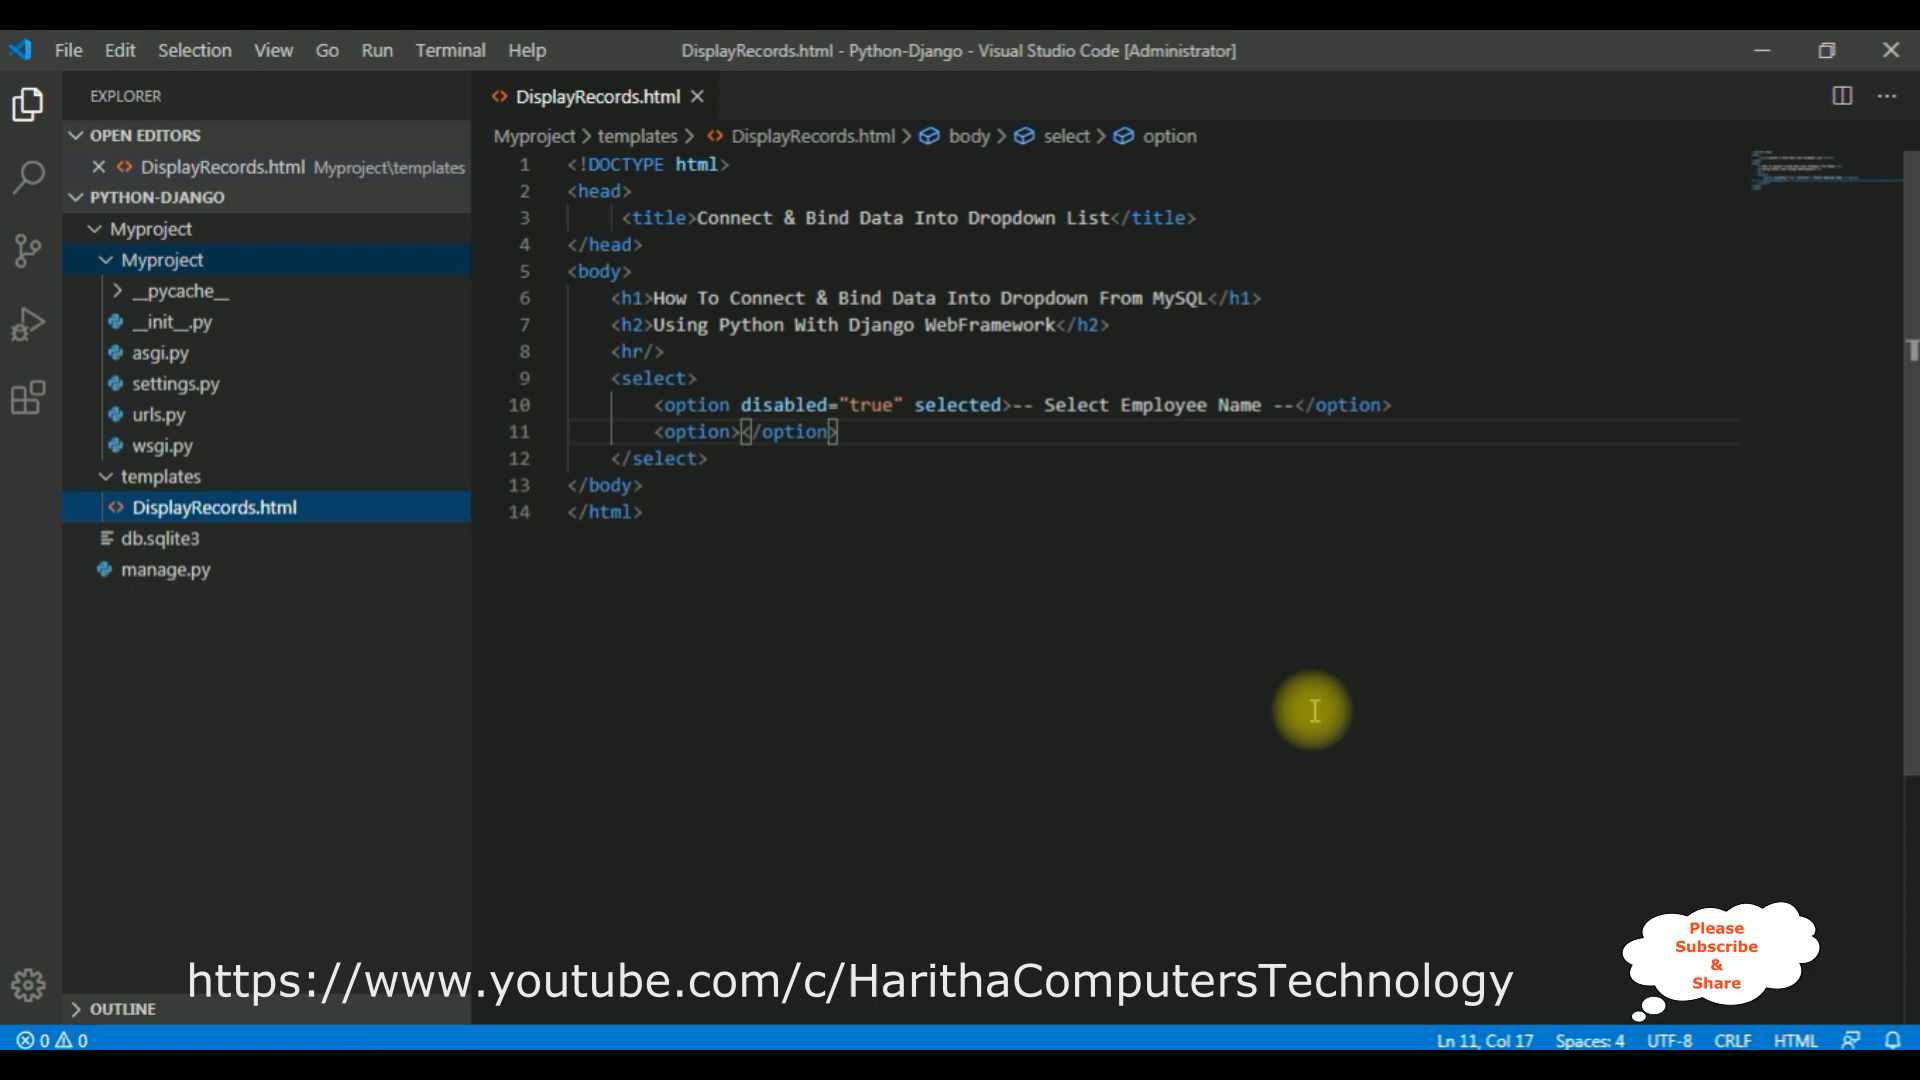 File Edit Selection View Go Run Terminal Help DisplayRecords.html - Python-Django - Visual Studio Code [Administrator]
EXPLORER
OPEN EDITORS
DisplayRecords.html Myproject\templates
PYTHON-DJANGO
Myproject
Myproject
__pycache__
__init__.py
asgi.py
settings.py
urls.py
wsgi.py
templates
DisplayRecords.html
db.sqlite3
manage.py
OUTLINE
DisplayRecords.html
Myproject > templates > DisplayRecords.html > body > select > option
1 <!DOCTYPE html>
2 <head>
3 <title>Connect & Bind Data Into Dropdown List</title>
4 </head>
5 <body>
6 <h1>How To Connect & Bind Data Into Dropdown From MySQL</h1>
7 <h2>Using Python With Django WebFramework</h2>
8 <hr/>
9 <select>
10 <option disabled="true" selected>-- Select Employee Name --</option>
11 <option></option>
12 </select>
13 </body>
14 </html>
Please
Subscribe
&
Share
https://www.youtube.com/c/HarithaComputersTechnology
0 0 Ln 11, Col 17 Spaces: 4 UTF-8 CRLF HTML